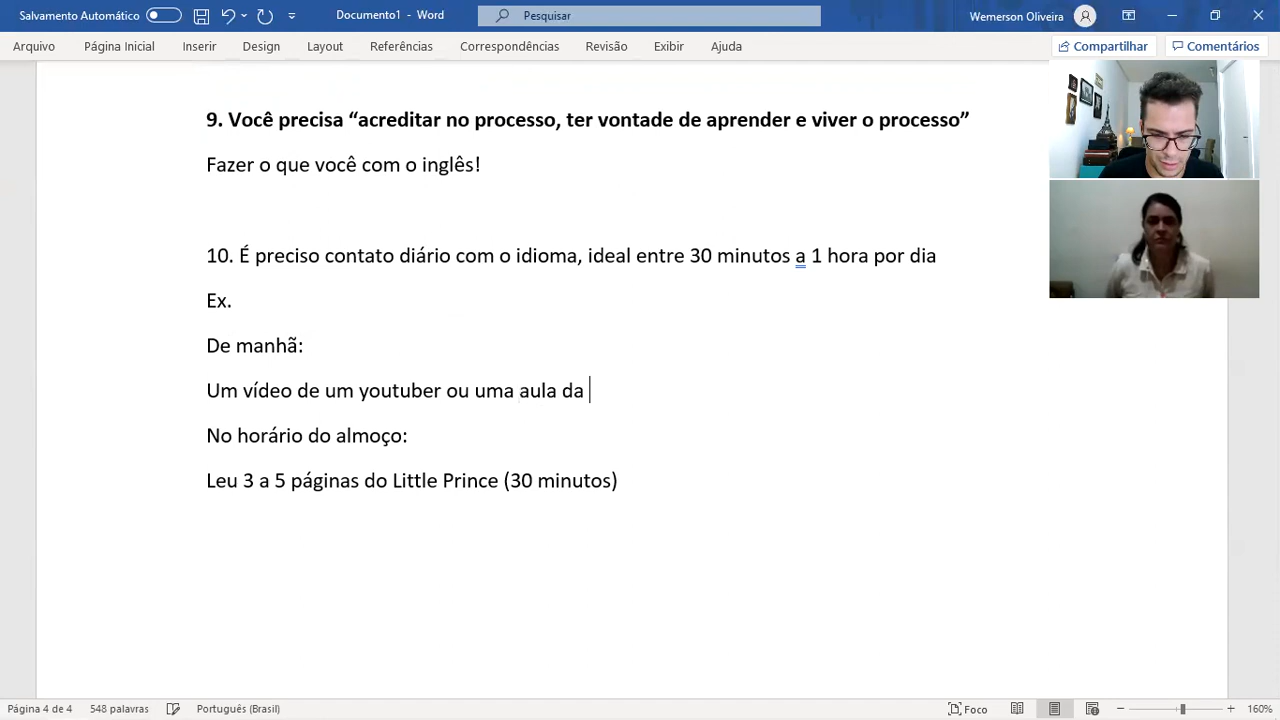 Salvamento Automático Documento1 - Word Pesquisar Wemerson Oliveira
Arquivo Página Inicial Inserir Design Layout Referências Correspondências Revisão Exibir Ajuda Compartilhar Comentários
9. Você precisa “acreditar no processo, ter vontade de aprender e viver o processo”
Fazer o que você com o inglês!
10. É preciso contato diário com o idioma, ideal entre 30 minutos a 1 hora por dia
Ex.
De manhã:
Um vídeo de um youtuber ou uma aula da
No horário do almoço:
Leu 3 a 5 páginas do Little Prince (30 minutos)
Página 4 de 4 548 palavras Português (Brasil) Foco 160%